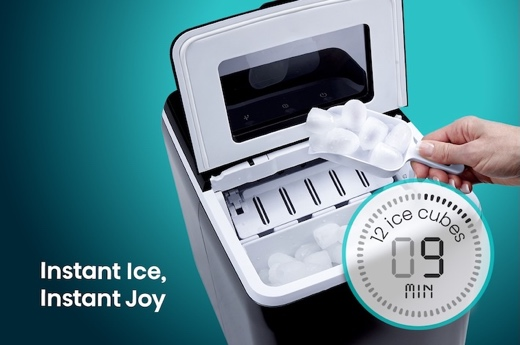 Instant Ice,
Instant Joy
12 ice cubes
09
MIN